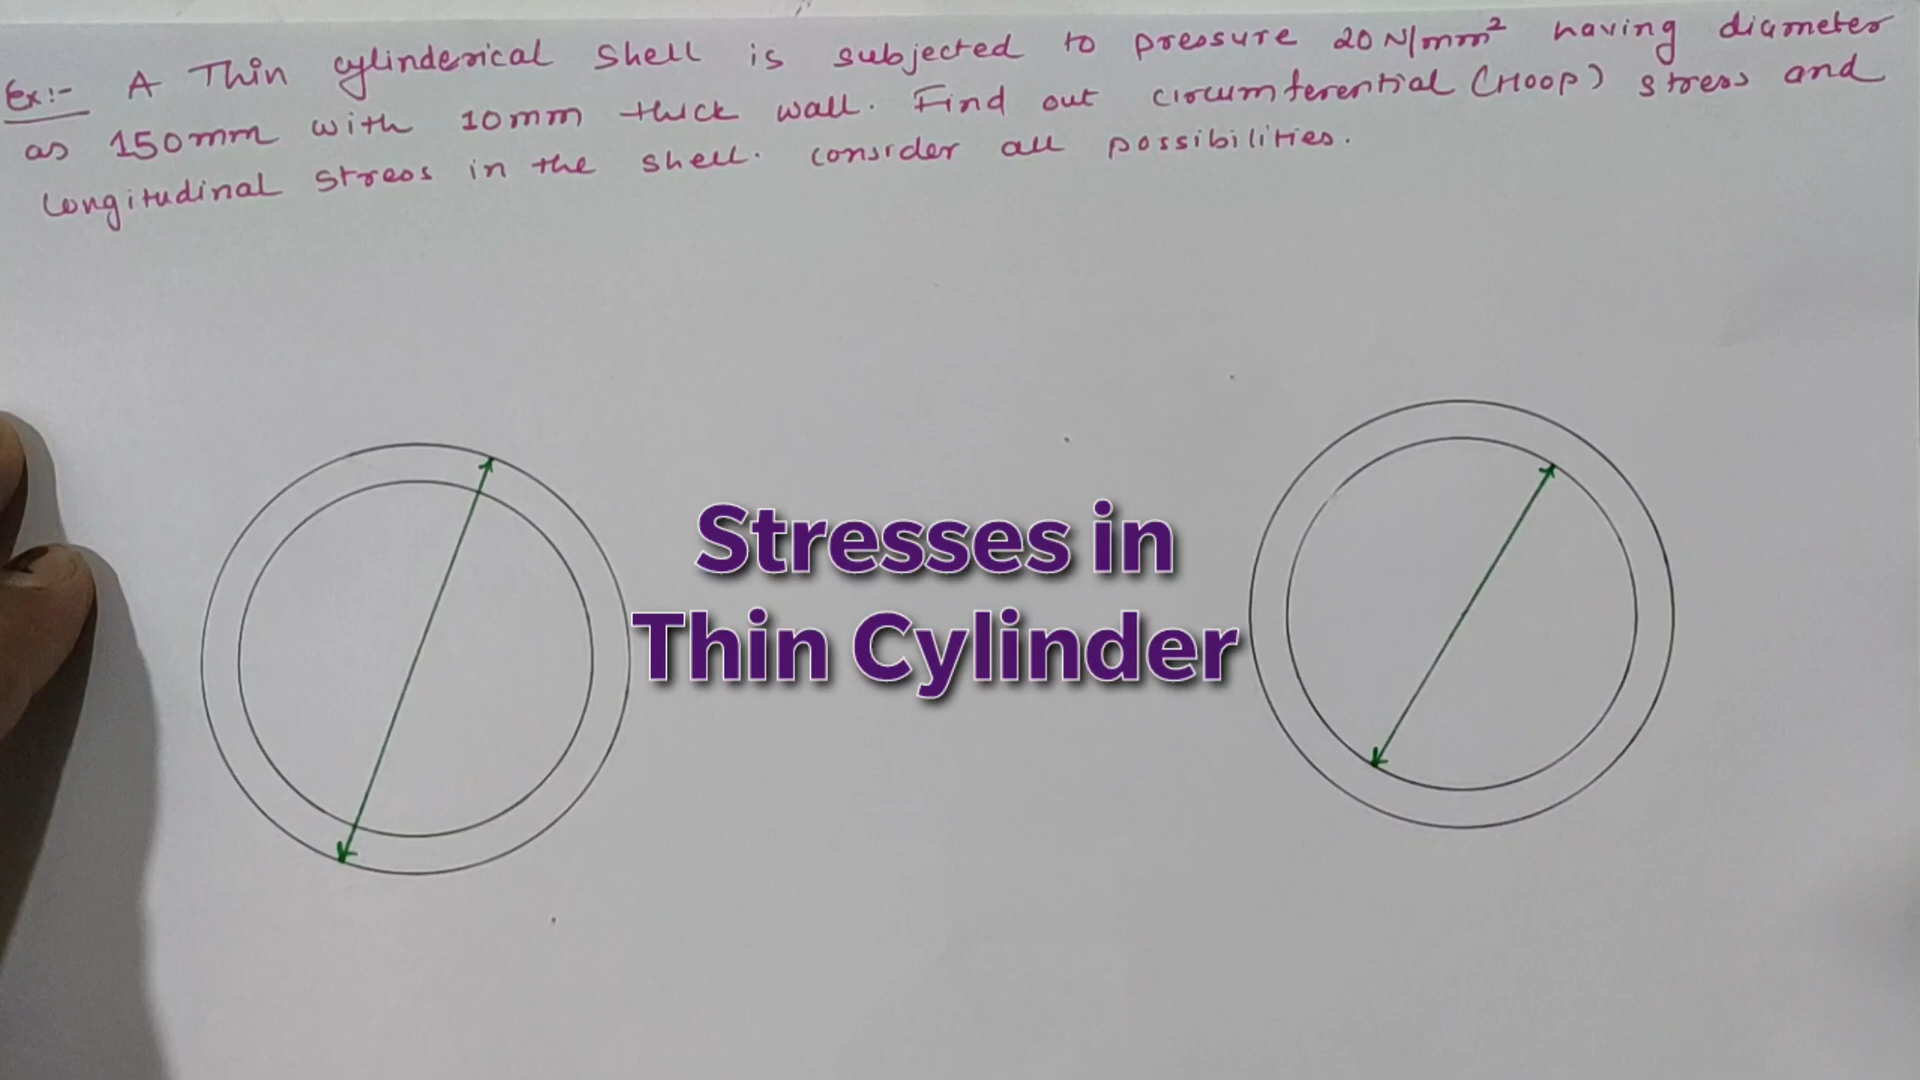 Ex:- A Thin cylinderical shell is subjected to pressure 20 N/mm² having diameter
as 150mm with 10mm thick wall. Find out circumferential (Hoop) stress and
Longitudinal stress in the shell. consider all possibilities.
Stresses in
Thin Cylinder